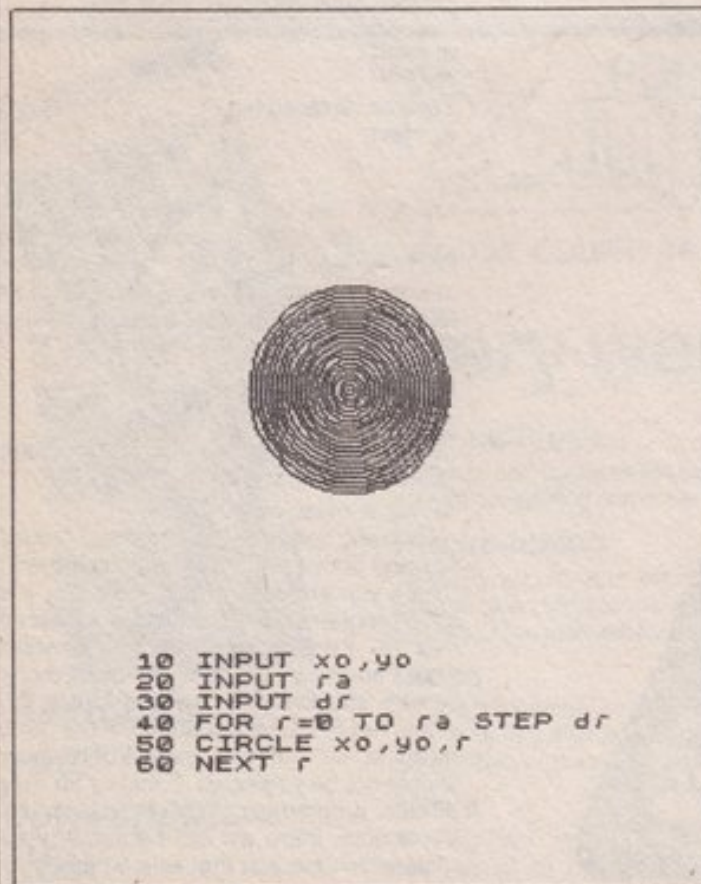 10 INPUT xo,yo
20 INPUT ra
30 INPUT dr
40 FOR r=0 TO ra STEP dr
50 CIRCLE xo,yo,r
60 NEXT r